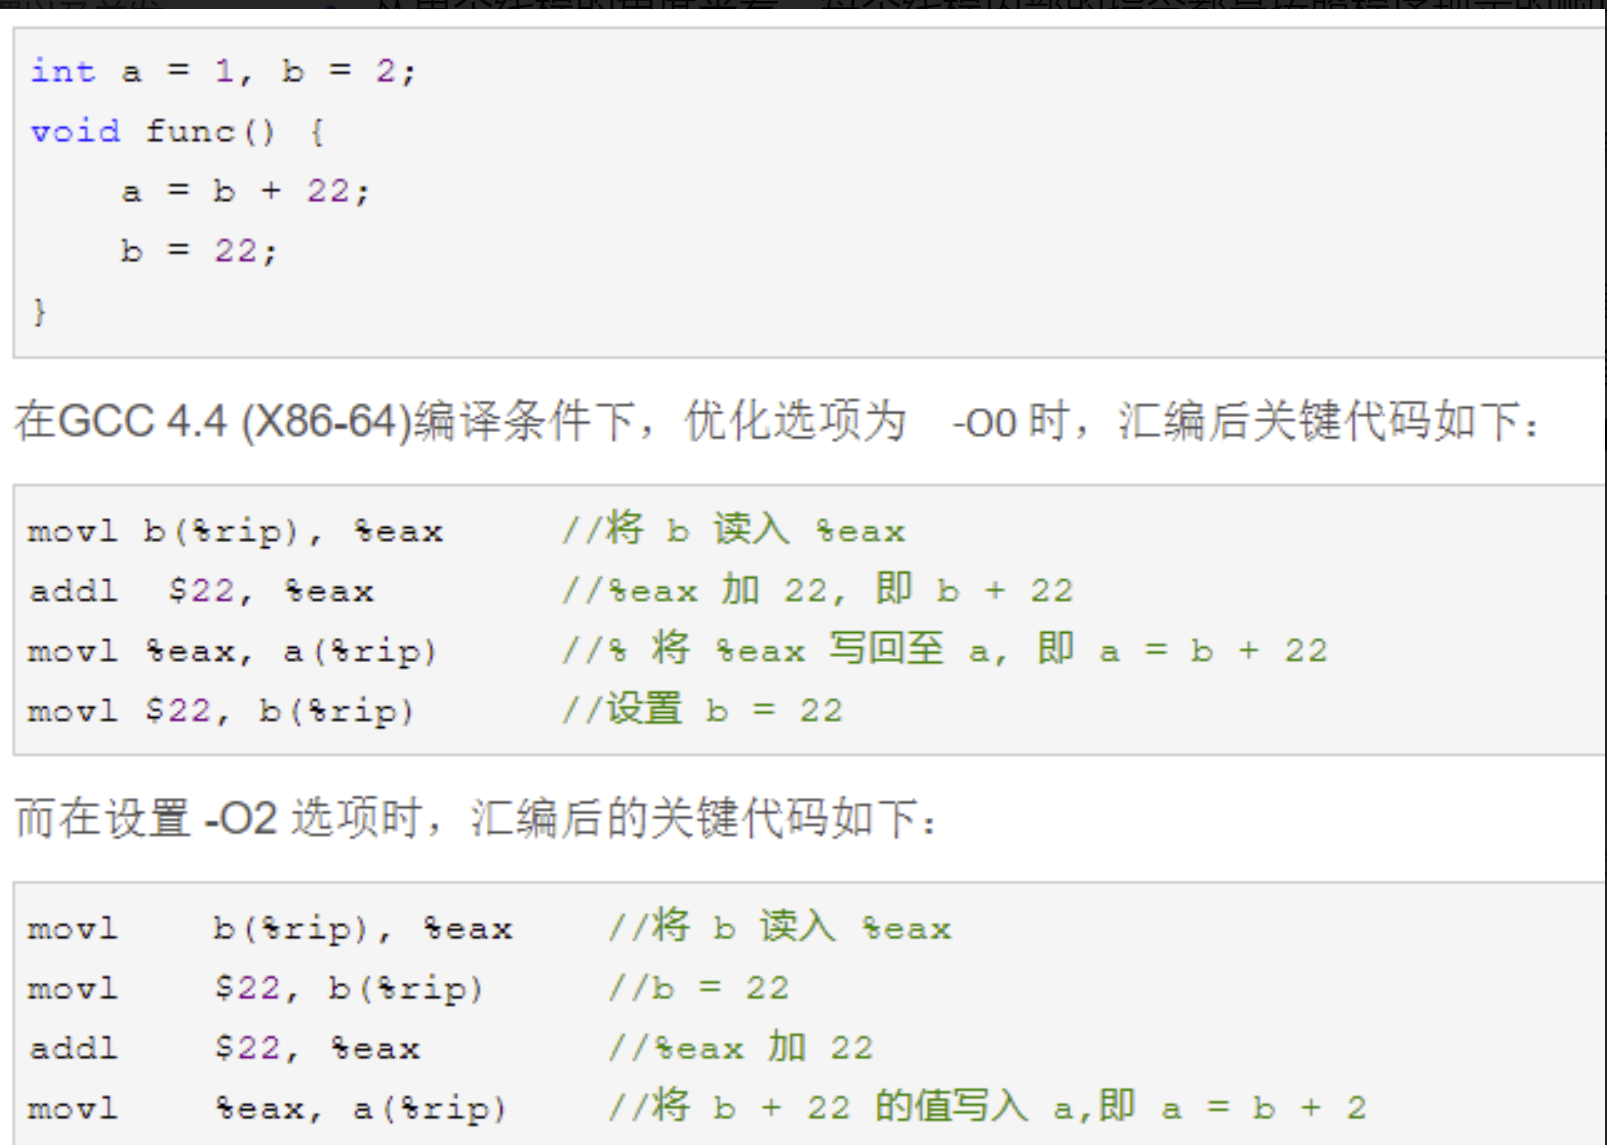 int a = 1, b = 2;
void func() {
    a = b + 22;
    b = 22;
}
在GCC 4.4 (X86-64)编译条件下，优化选项为 -O0 时，汇编后关键代码如下：
movl b(%rip), %eax      //将 b 读入 %eax
addl  $22, %eax         //%eax 加 22, 即 b + 22
movl %eax, a(%rip)      //% 将 %eax 写回至 a, 即 a = b + 22
movl $22, b(%rip)       //设置 b = 22
而在设置 -O2 选项时，汇编后的关键代码如下：
movl    b(%rip), %eax    //将 b 读入 %eax
movl    $22, b(%rip)     //b = 22
addl    $22, %eax        //%eax 加 22
movl    %eax, a(%rip)    //将 b + 22 的值写入 a,即 a = b + 2